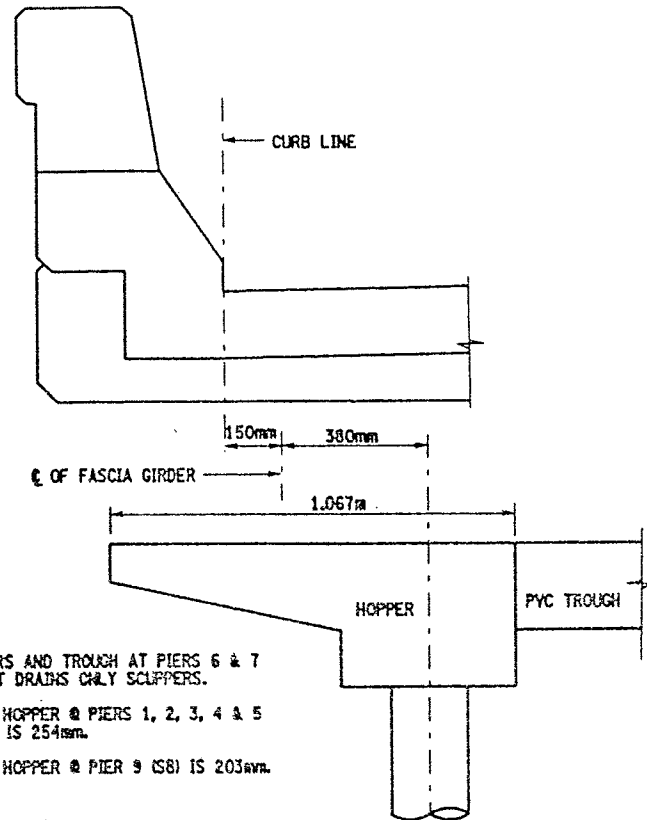 CURB LINE
150mm
380mm
℄ OF FASCIA GIRDER
1.067m
HOPPER
PVC TROUGH
RS AND TROUGH AT PIERS 6 & 7
T DRAINS ONLY SCUPPERS.
HOPPER @ PIERS 1, 2, 3, 4 & 5
IS 254mm.
HOPPER @ PIER 9 (S8) IS 203mm.